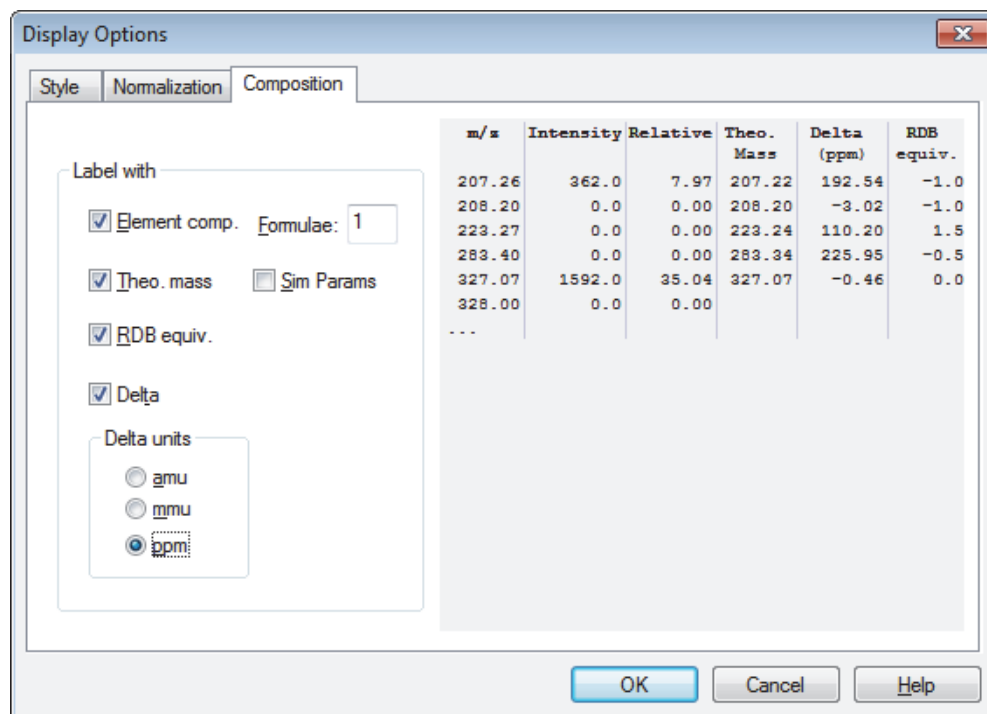 Display Options
Style Normalization Composition
Label with
Element comp. Formulae: 1
Theo. mass Sim Params
RDB equiv.
Delta
Delta units
amu
mmu
ppm
m/z Intensity Relative Theo. Delta RDB
Mass (ppm) equiv.
207.26 362.0 7.97 207.22 192.54 -1.0
208.20 0.0 0.00 208.20 -3.02 -1.0
223.27 0.0 0.00 223.24 110.20 1.5
283.40 0.0 0.00 283.34 225.95 -0.5
327.07 1592.0 35.04 327.07 -0.46 0.0
328.00 0.0 0.00
...
OK Cancel Help